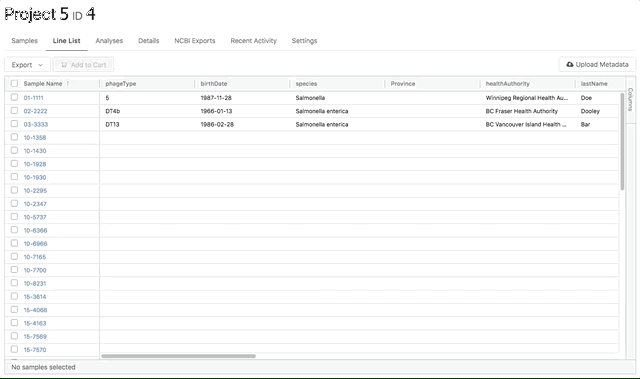 Project 5 ID 4
Samples Line List Analyses Details NCBI Exports Recent Activity Settings
Export Add to Cart Upload Metadata
Sample Name ↑ phageType birthDate species Province healthAuthority lastName
01-1111 5 1987-11-28 Salmonella Winnipeg Regional Health Au... Doe
02-2222 DT4b 1966-01-13 Salmonella enterica BC Fraser Health Authority Dooley
03-3333 DT13 1986-02-28 Salmonella enterica BC Vancouver Island Health ... Bar
10-1358
10-1430
10-1928
10-1930
10-2295
10-2347
10-5737
10-6366
10-6966
10-7165
10-7700
10-8231
15-3614
15-4068
15-4163
15-7569
15-7570
Columns
No samples selected